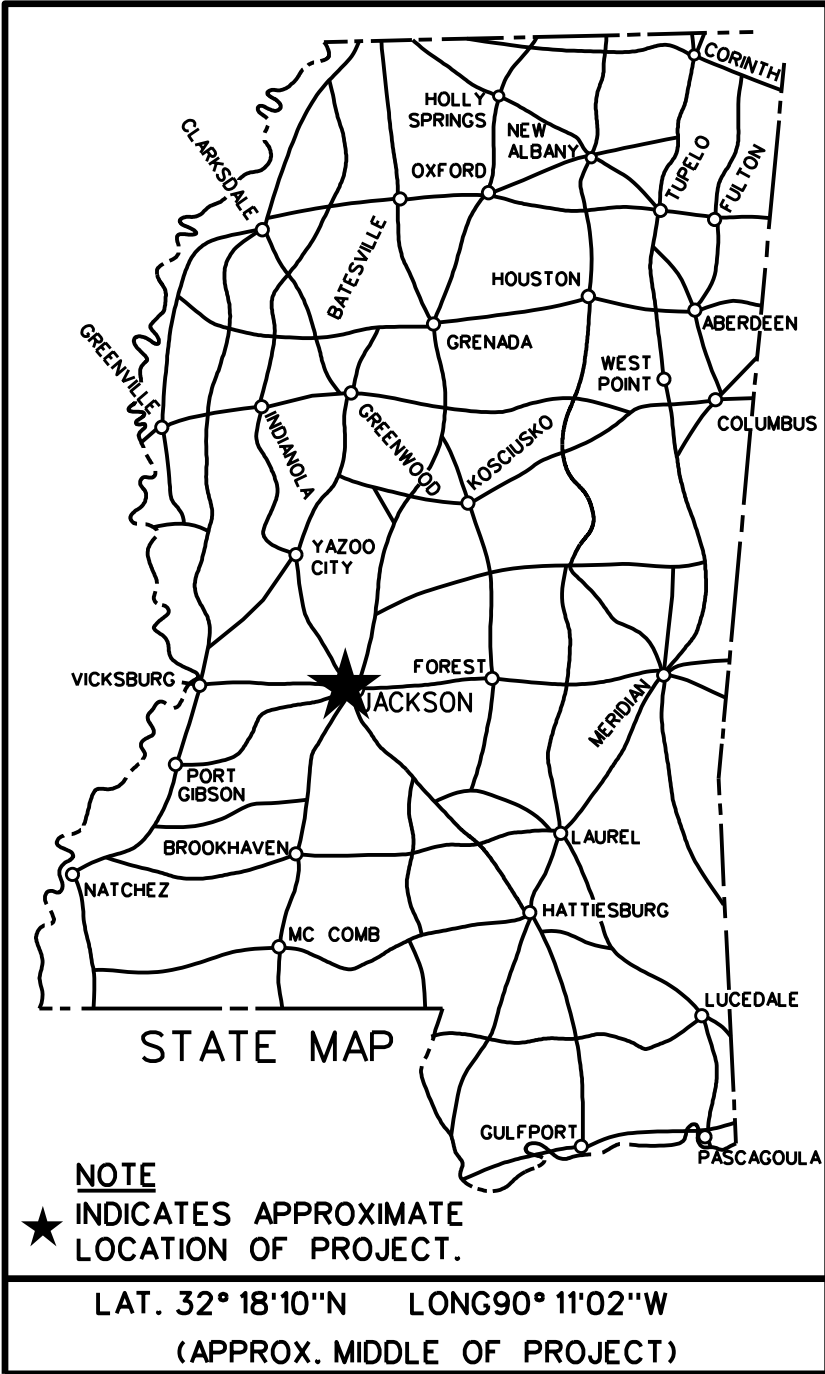 CORINTH
HOLLY
SPRINGS
NEW
ALBANY
CLARKSDALE
OXFORD
TUPELO
FULTON
BATESVILLE
HOUSTON
ABERDEEN
GREENVILLE
GRENADA
WEST
POINT
INDIANOLA
GREENWOOD
KOSCIUSKO
COLUMBUS
YAZOO
CITY
VICKSBURG
FOREST
JACKSON
MERIDIAN
PORT
GIBSON
BROOKHAVEN
LAUREL
NATCHEZ
HATTIESBURG
MC COMB
LUCEDALE
STATE MAP
GULFPORT
PASCAGOULA
NOTE
INDICATES APPROXIMATE
LOCATION OF PROJECT.
LAT. 32° 18'10"N LONG90° 11'02"W
(APPROX. MIDDLE OF PROJECT)